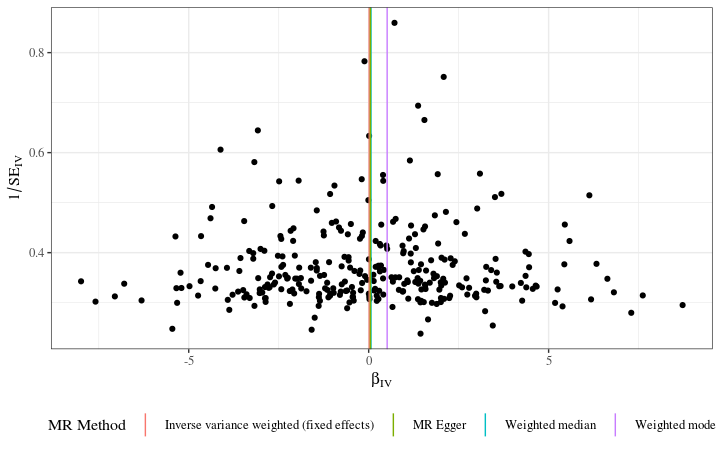 0.8
0.6
0.4
1/SE_IV
-5 0 5
β_IV
MR Method Inverse variance weighted (fixed effects) MR Egger Weighted median Weighted mode